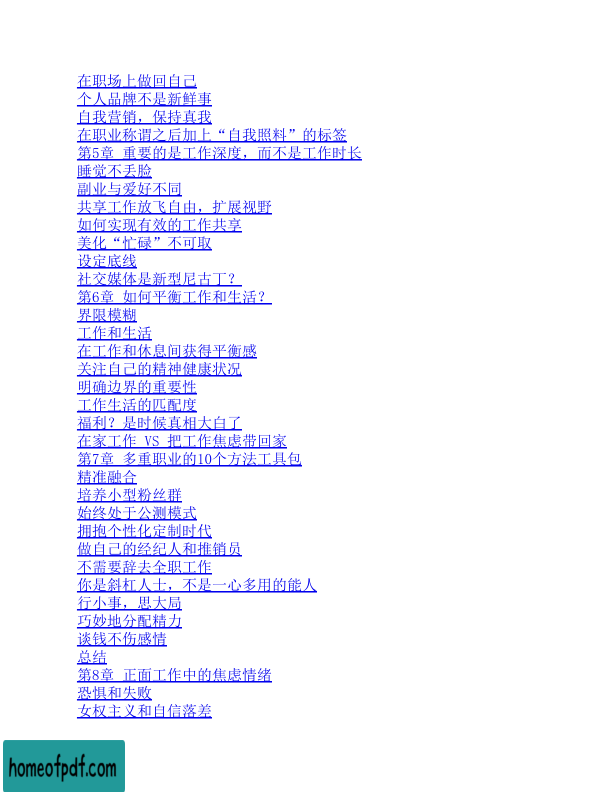 在职场上做回自己
个人品牌不是新鲜事
自我营销，保持真我
在职业称谓之后加上“自我照料”的标签
第5章 重要的是工作深度，而不是工作时长
睡觉不丢脸
副业与爱好不同
共享工作放飞自由，扩展视野
如何实现有效的工作共享
美化“忙碌”不可取
设定底线
社交媒体是新型尼古丁？
第6章 如何平衡工作和生活？
界限模糊
工作和生活
在工作和休息间获得平衡感
关注自己的精神健康状况
明确边界的重要性
工作生活的匹配度
福利？是时候真相大白了
在家工作 VS 把工作焦虑带回家
第7章 多重职业的10个方法工具包
精准融合
培养小型粉丝群
始终处于公测模式
拥抱个性化定制时代
做自己的经纪人和推销员
不需要辞去全职工作
你是斜杠人士，不是一心多用的能人
行小事，思大局
巧妙地分配精力
谈钱不伤感情
总结
第8章 正面工作中的焦虑情绪
恐惧和失败
女权主义和自信落差
homeofpdf.com